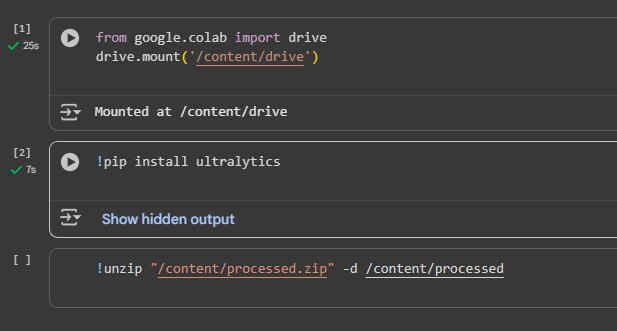 [1]
25s
from google.colab import drive
drive.mount('/content/drive')
Mounted at /content/drive
[2]
7s
!pip install ultralytics
Show hidden output
[ ]
!unzip "/content/processed.zip" -d /content/processed